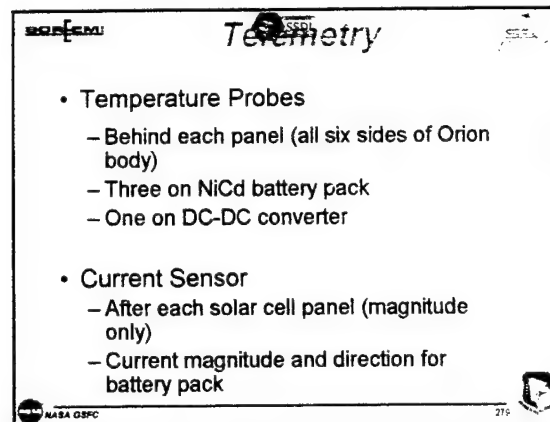 SSDL
Telemetry
• Temperature Probes
– Behind each panel (all six sides of Orion
body)
– Three on NiCd battery pack
– One on DC-DC converter
• Current Sensor
– After each solar cell panel (magnitude
only)
– Current magnitude and direction for
battery pack
NASA GSFC
279